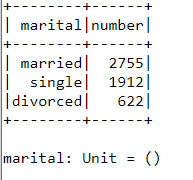 +--------+------+
| marital|number|
+--------+------+
| married|  2755|
|  single|  1912|
|divorced|   622|
+--------+------+
marital: Unit = ()